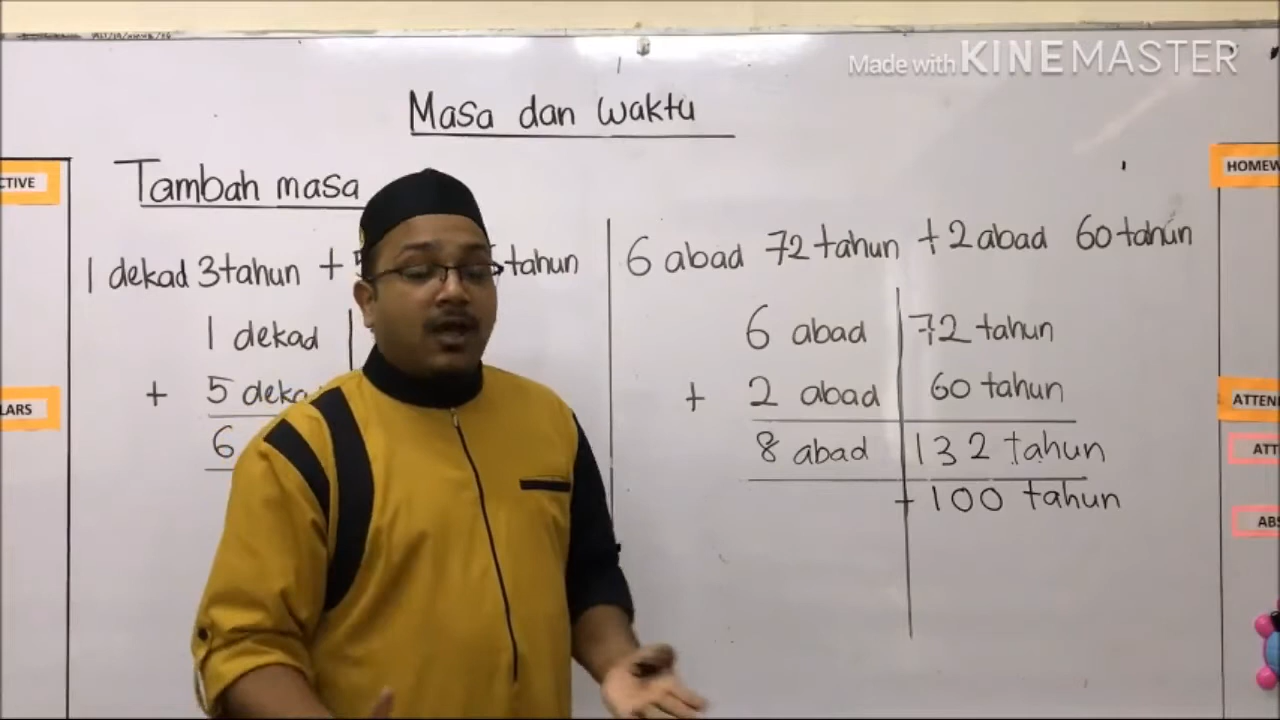 Made with KINEMASTER
Masa dan waktu
CTIVE
HOMEW
Tambah masa
1 dekad 3 tahun + 5 tahun
6 abad 72 tahun + 2 abad 60 tahun
1 dekad
+ 5 deka
6
6 abad 72 tahun
+ 2 abad 60 tahun
8 abad 132 tahun
- 100 tahun
LARS
ATTEN
ATT
ABS